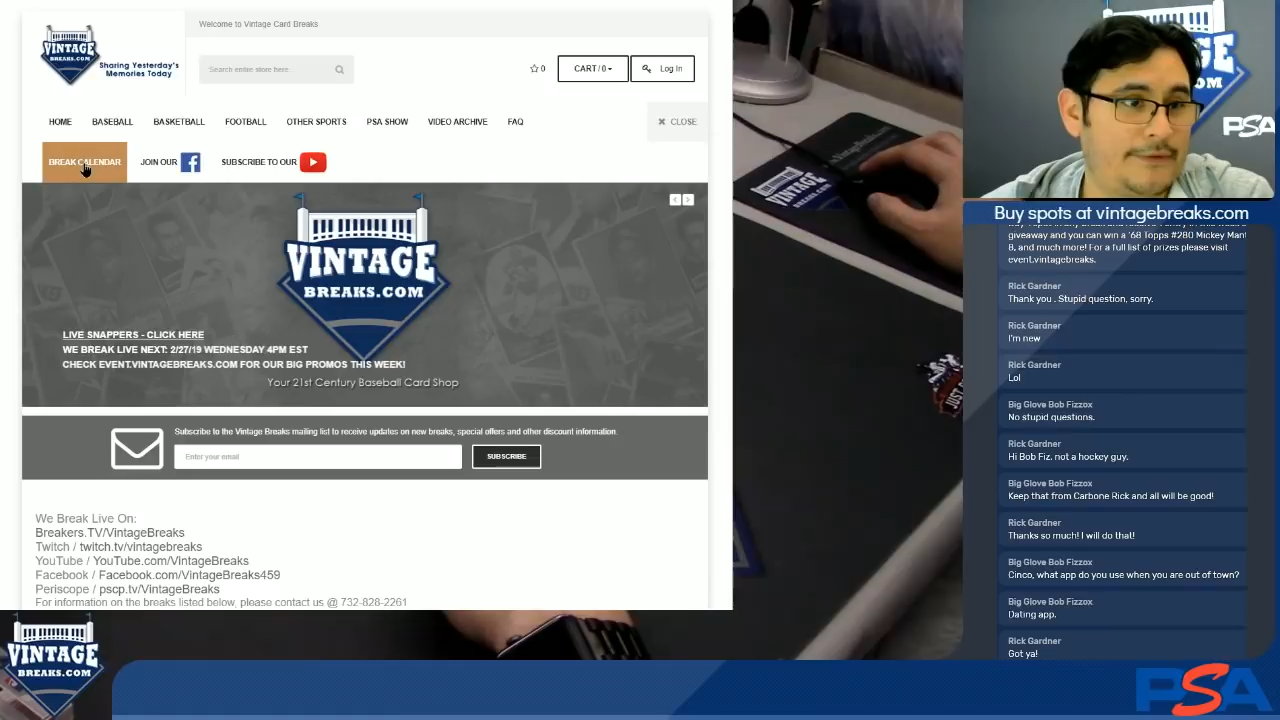 Welcome to Vintage Card Breaks
VINTAGE
BREAKS.COM
Sharing Yesterday's
Memories Today
Search entire store here..
0
CART / 0
Log In
HOME
BASEBALL
BASKETBALL
FOOTBALL
OTHER SPORTS
PSA SHOW
VIDEO ARCHIVE
FAQ
CLOSE
BREAK CALENDAR
JOIN OUR
SUBSCRIBE TO OUR
VINTAGE
BREAKS.COM
LIVE SNAPPERS - CLICK HERE
WE BREAK LIVE NEXT: 2/27/19 WEDNESDAY 4PM EST
CHECK EVENT.VINTAGEBREAKS.COM FOR OUR BIG PROMOS THIS WEEK!
Your 21st Century Baseball Card Shop
Subscribe to the Vintage Breaks mailing list to receive updates on new breaks, special offers and other discount information.
Enter your email
SUBSCRIBE
We Break Live On:
Breakers.TV/VintageBreaks
Twitch / twitch.tv/vintagebreaks
YouTube / YouTube.com/VintageBreaks
Facebook / Facebook.com/VintageBreaks459
Periscope / pscp.tv/VintageBreaks
For information on the breaks listed below, please contact us @ 732-828-2261
VINTAGE
BREAKS.COM
VINTAGE
PSA
Buy spots at vintagebreaks.com
giveaway and you can win a '68 Topps #280 Mickey Mant
8, and much more! For a full list of prizes please visit
event.vintagebreaks.
Rick Gardner
Thank you . Stupid question, sorry.
Rick Gardner
I'm new
Rick Gardner
Lol
Big Glove Bob Fizzox
No stupid questions.
Rick Gardner
Hi Bob Fiz. not a hockey guy.
Big Glove Bob Fizzox
Keep that from Carbone Rick and all will be good!
Rick Gardner
Thanks so much! I will do that!
Big Glove Bob Fizzox
Cinco, what app do you use when you are out of town?
Big Glove Bob Fizzox
Dating app.
Rick Gardner
Got ya!
PSA